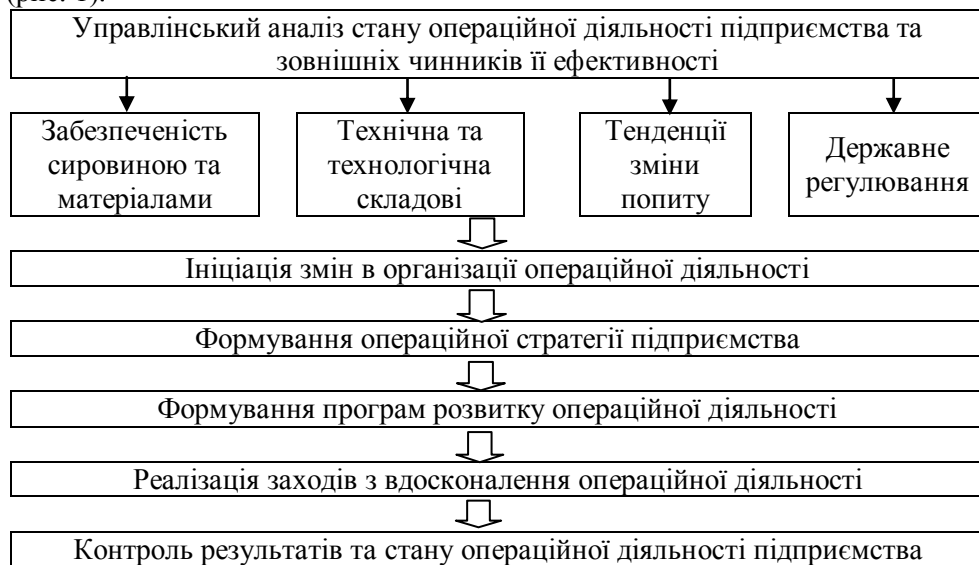 (рис. 1).
Управлінський аналіз стану операційної діяльності підприємства та
зовнішніх чинників її ефективності
Забезпеченість
сировиною та
матеріалами
Технічна та
технологічна
складові
Тенденції
зміни
попиту
Державне
регулювання
Ініціація змін в організації операційної діяльності
Формування операційної стратегії підприємства
Формування програм розвитку операційної діяльності
Реалізація заходів з вдосконалення операційної діяльності
Контроль результатів та стану операційної діяльності підприємства